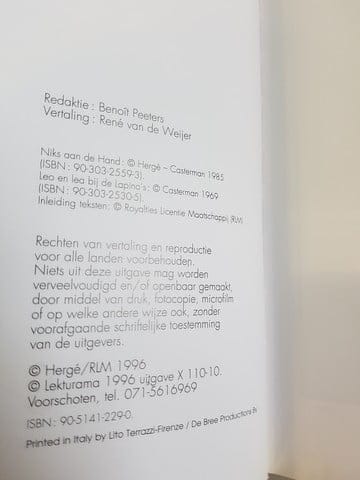 Redaktie : Benoît Peeters
Vertaling : René van de Weijer
Niks aan de Hand : © Hergé – Casterman 1985
(ISBN : 90-303-2559-3).
Leo en lea bij de Lapino's : © Casterman 1969
(ISBN : 90-303-2530-5).
Inleiding teksten : © Royalties Licentie Maatschappij (RLM)
Rechten van vertaling en reproductie
voor alle landen voorbehouden.
Niets uit deze uitgave mag worden
verveelvoudigd en/of openbaar gemaakt,
door middel van druk, fotocopie, microfilm
of op welke andere wijze ook, zonder
voorafgaande schriftelijke toestemming
van de uitgevers.
© Hergé/RLM 1996
© Lekturama 1996 uitgave X 110-10.
Voorschoten, tel. 071-5616969
ISBN : 90-5141-229-0.
Printed in Italy by Lito Terrazzi-Firenze / De Bree Productions BV